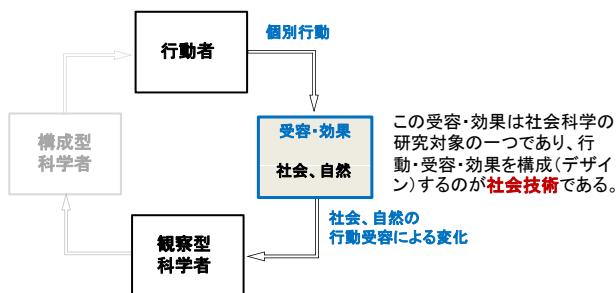 行動者
個別行動
構成型
科学者
受容・効果
社会、自然
この受容・効果は社会科学の
研究対象の一つであり、行
動・受容・効果を構成(デザイ
ン)するのが社会技術である。
社会、自然の
行動受容による変化
観察型
科学者